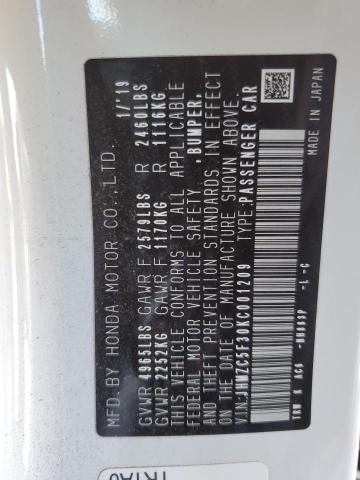 MFD.BY HONDA MOTOR CO.,LTD. 1/'19
GVWR 4965LBS GAWR F 2579LBS R 2460LBS
GVWR 2252KG GAWR F 1170KG R 1116KG
THIS VEHICLE CONFORMS TO ALL APPLICABLE
FEDERAL MOTOR VEHICLE SAFETY ,BUMPER,
AND THEFT PREVENTION STANDARDS IN EFFECT
ON THE DATE OF MANUFACTURE SHOWN ABOVE.
V.I.N:JHMZC5F30KC001209 TYPE:PASSENGER CAR
MADE IN JAPAN